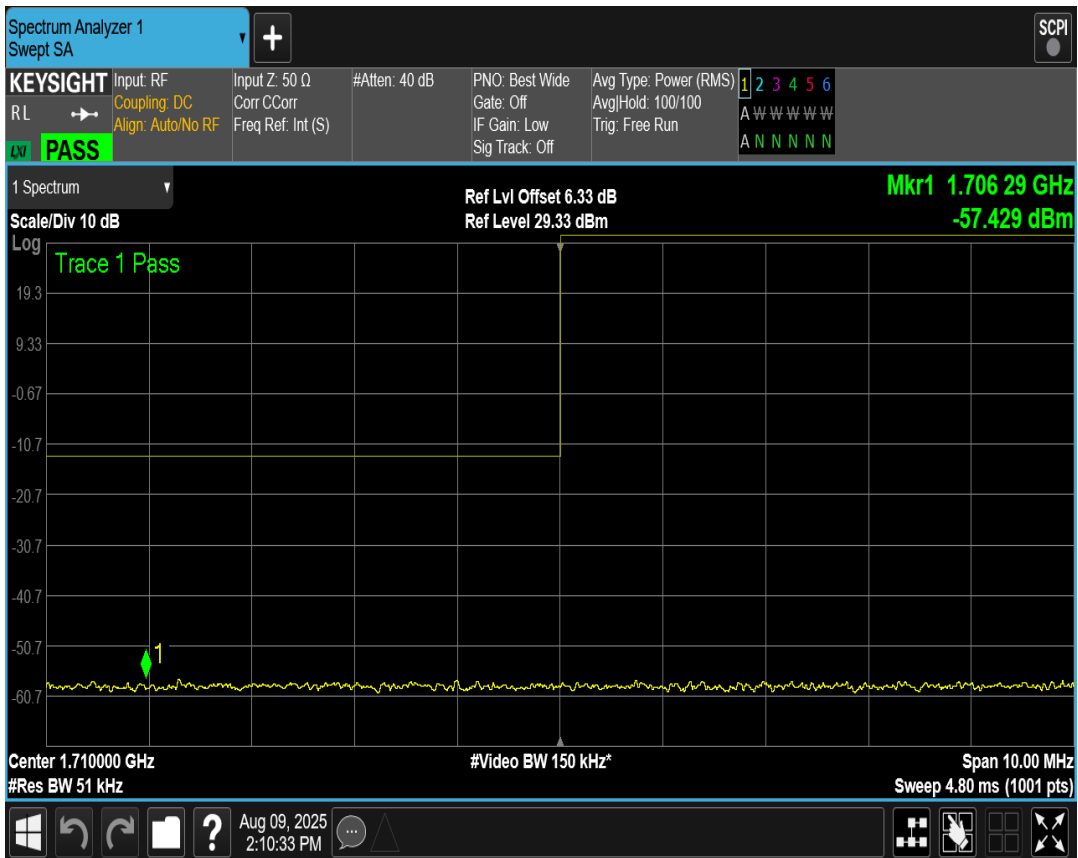 Spectrum Analyzer 1
Swept SA
+
SCPI
KEYSIGHT
RL
LXI PASS
Input: RF
Coupling: DC
Align: Auto/No RF
Input Z: 50 Ω
Corr CCorr
Freq Ref: Int (S)
#Atten: 40 dB
PNO: Best Wide
Gate: Off
IF Gain: Low
Sig Track: Off
Avg Type: Power (RMS)
Avg|Hold: 100/100
Trig: Free Run
1 2 3 4 5 6
A W W W W W
A N N N N N
1 Spectrum
Scale/Div 10 dB
Ref Lvl Offset 6.33 dB
Ref Level 29.33 dBm
Mkr1 1.706 29 GHz
-57.429 dBm
Log
Trace 1 Pass
19.3
9.33
-0.67
-10.7
-20.7
-30.7
-40.7
-50.7
1
-60.7
Center 1.710000 GHz
#Res BW 51 kHz
#Video BW 150 kHz*
Span 10.00 MHz
Sweep 4.80 ms (1001 pts)
?
Aug 09, 2025
2:10:33 PM